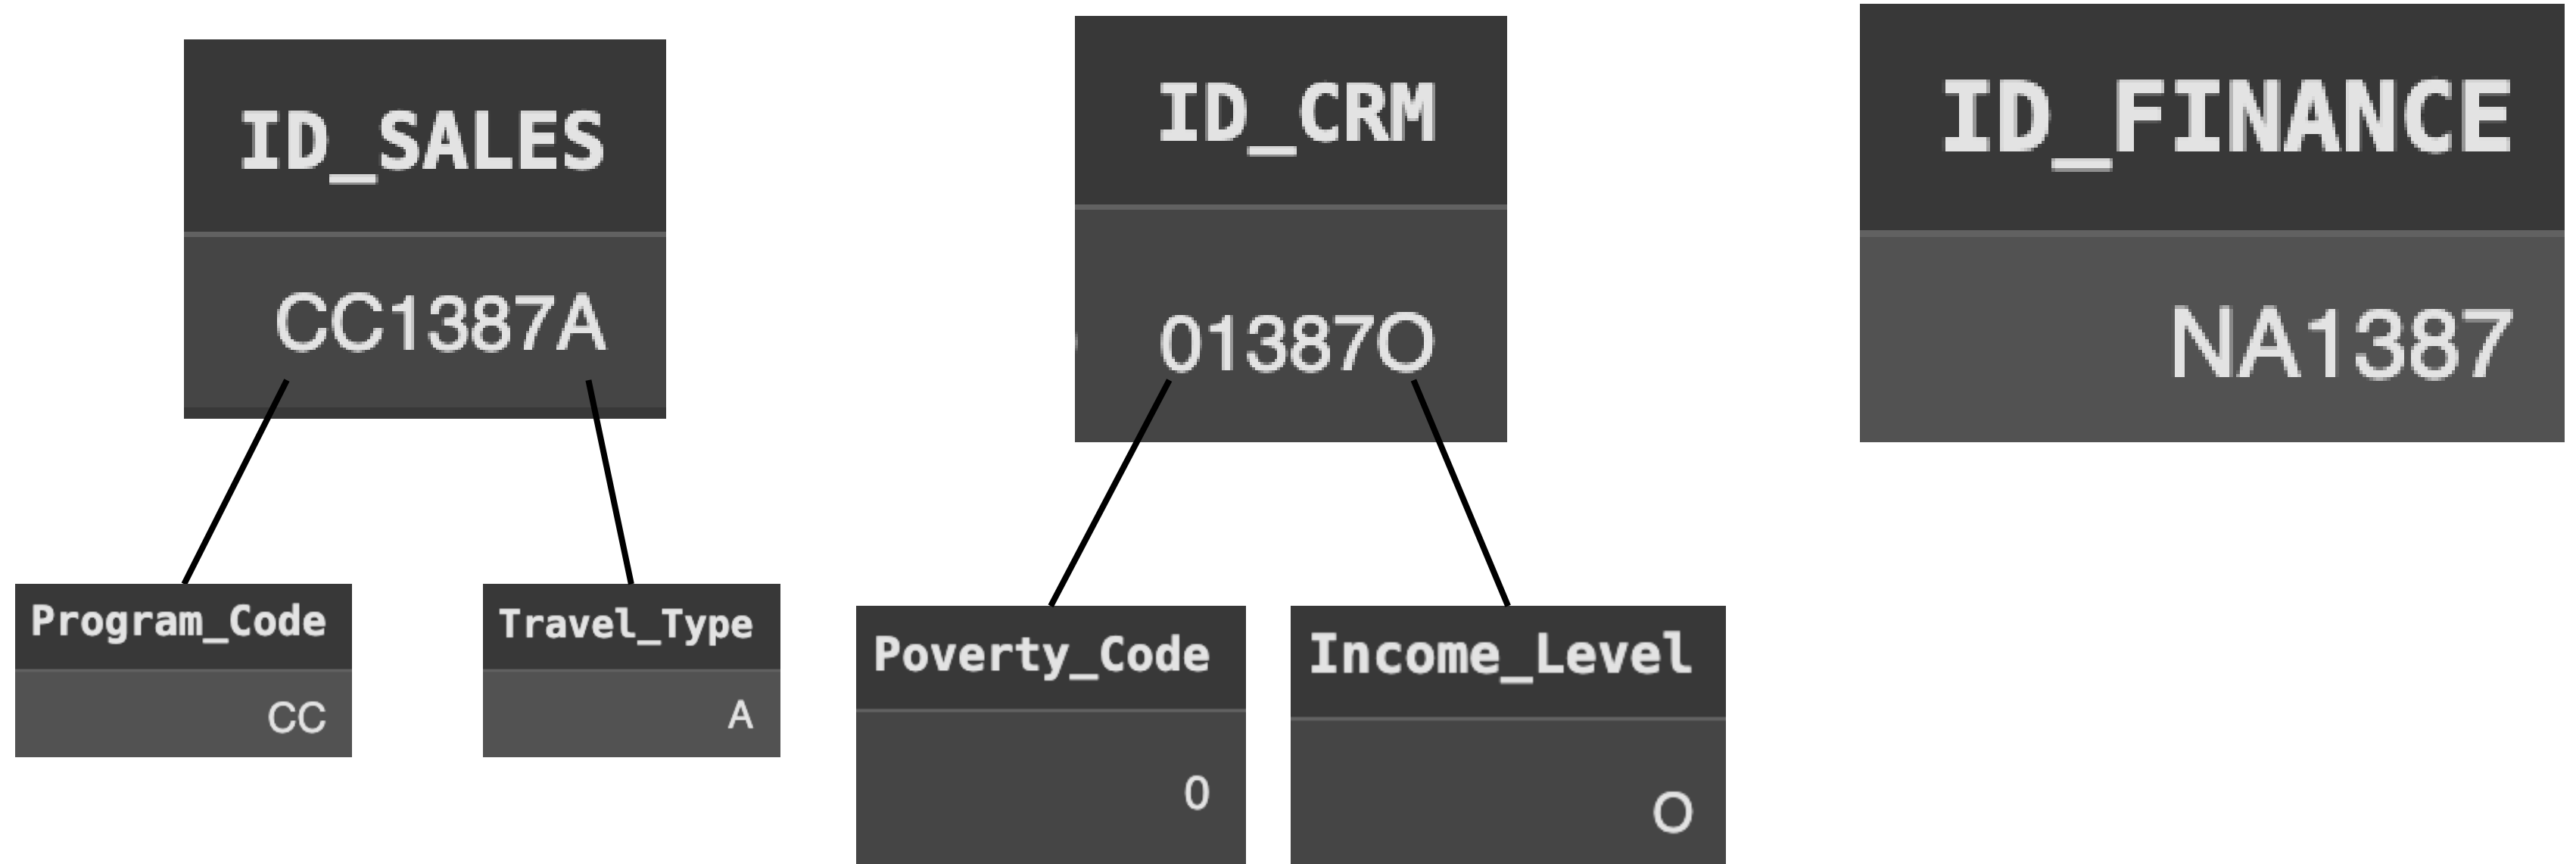 ID_SALES
CC1387A
Program_Code
CC
Travel_Type
A
ID_CRM
01387O
Poverty_Code
0
Income_Level
O
ID_FINANCE
NA1387